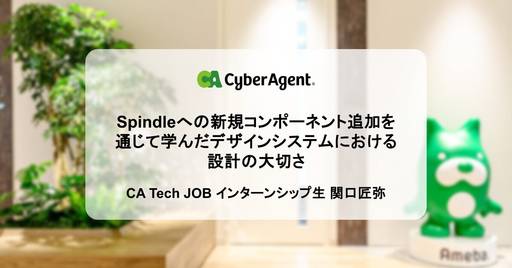 CyberAgent®
Spindleへの新規コンポーネント追加を
通じて学んだデザインシステムにおける
設計の大切さ
CA Tech JOB インターンシップ生 関口匠弥
Ameba